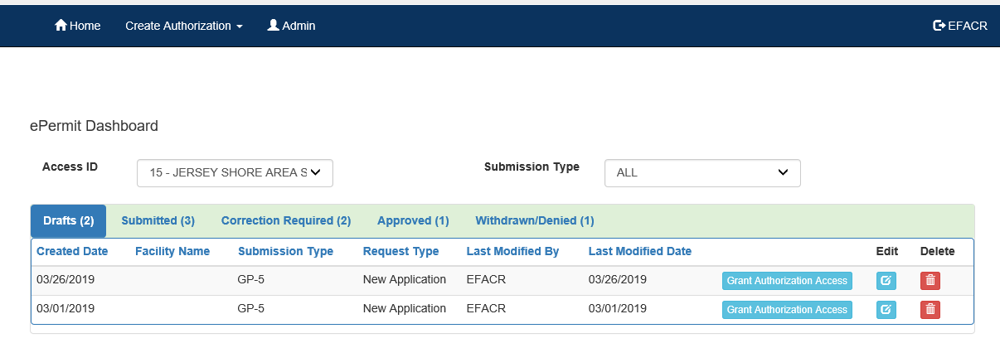 Home Create Authorization Admin EFACR
ePermit Dashboard
Access ID 15 - JERSEY SHORE AREA S Submission Type ALL
Drafts (2) Submitted (3) Correction Required (2) Approved (1) Withdrawn/Denied (1)
Created Date Facility Name Submission Type Request Type Last Modified By Last Modified Date Edit Delete
03/26/2019 GP-5 New Application EFACR 03/26/2019 Grant Authorization Access
03/01/2019 GP-5 New Application EFACR 03/01/2019 Grant Authorization Access